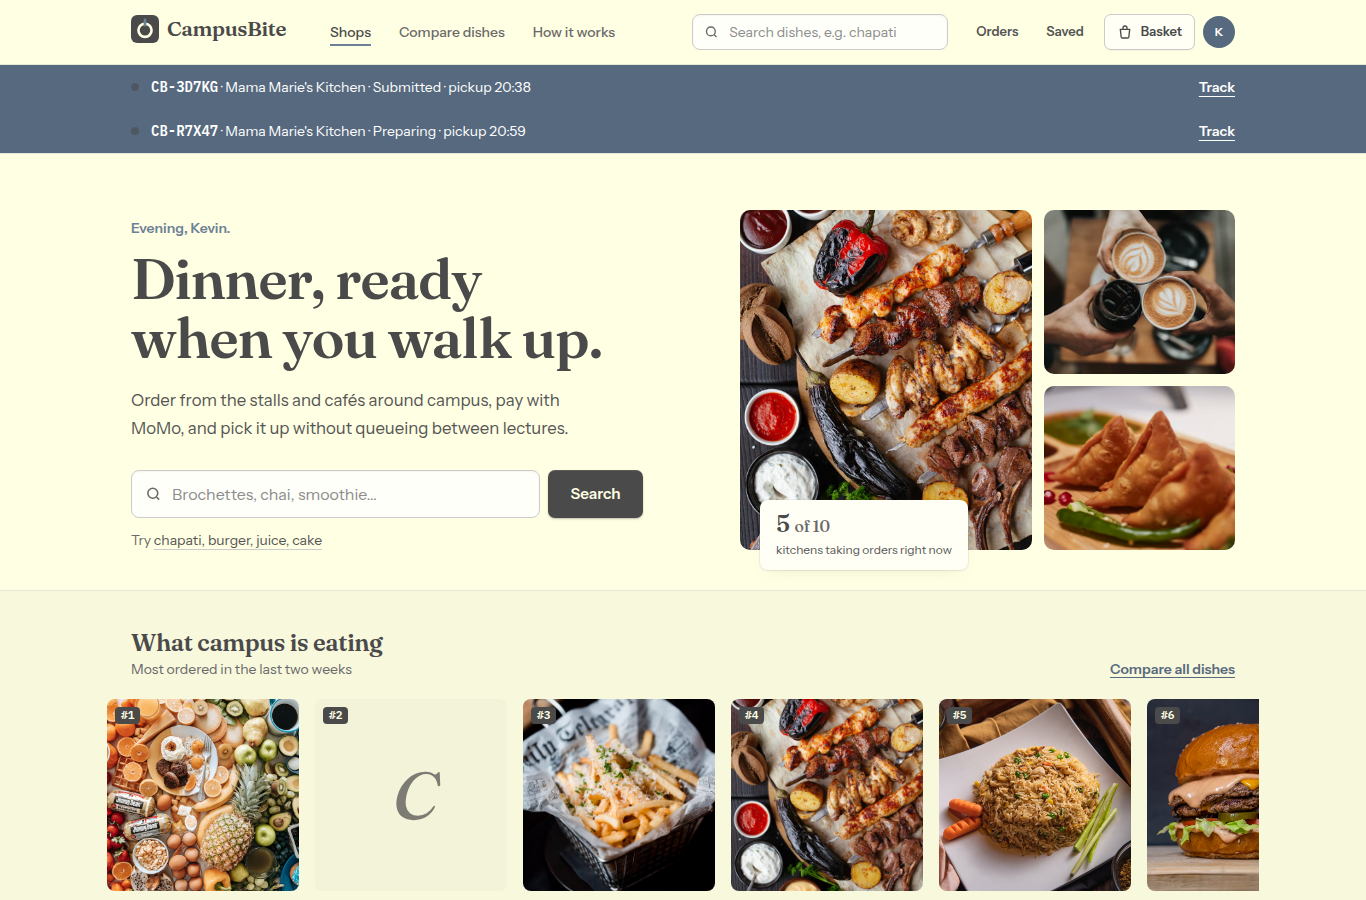 CampusBite
Shops
Compare dishes
How it works
Search dishes, e.g. chapati
Orders
Saved
Basket
K
CB-3D7KG · Mama Marie's Kitchen · Submitted · pickup 20:38
Track
CB-R7X47 · Mama Marie's Kitchen · Preparing · pickup 20:59
Track
Evening, Kevin.
Dinner, ready
when you walk up.
Order from the stalls and cafés around campus, pay with
MoMo, and pick it up without queueing between lectures.
Brochettes, chai, smoothie...
Search
Try chapati, burger, juice, cake
5 of 10
kitchens taking orders right now
What campus is eating
Most ordered in the last two weeks
Compare all dishes
#1
#2
#3
#4
#5
#6
C